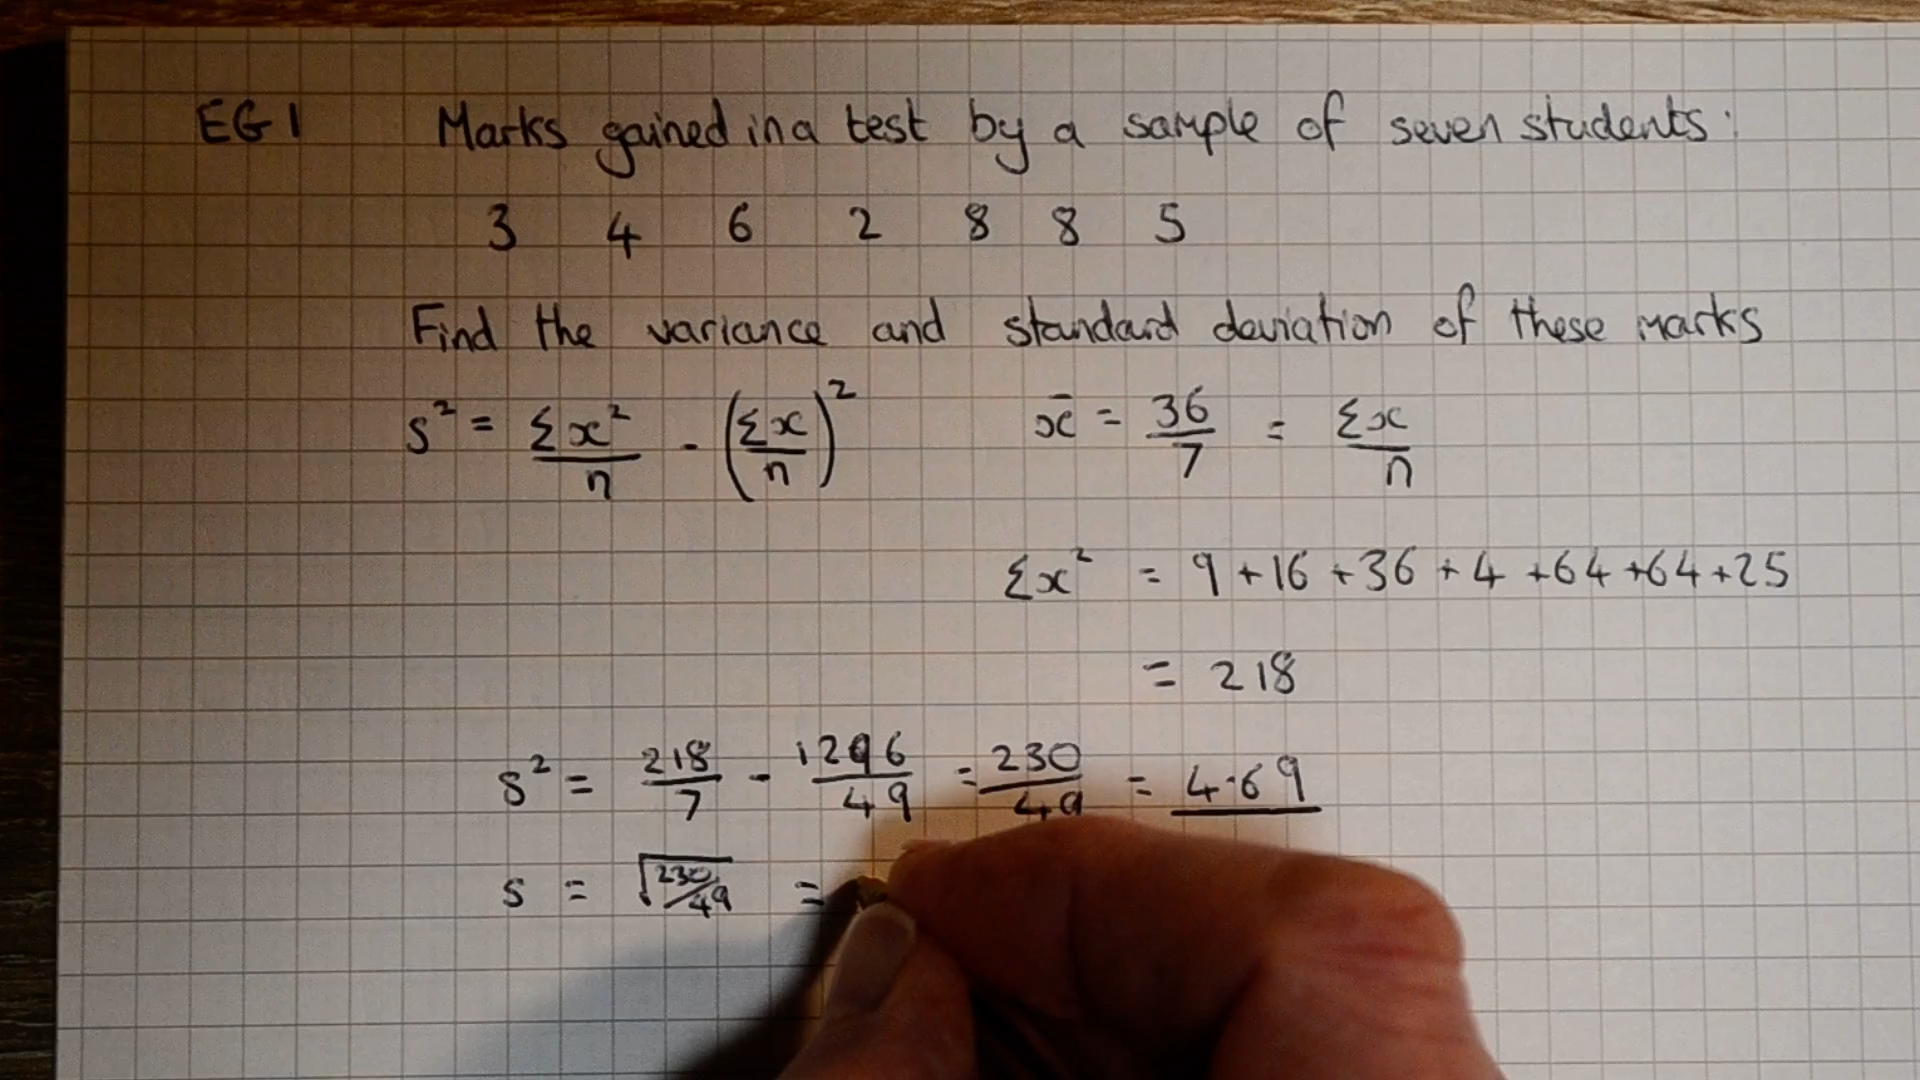 EG1 Marks gained in a test by a sample of seven students:
3 4 6 2 8 8 5
Find the variance and standard deviation of these marks
s² = Σx²/n - (Σx/n)² x̄ = 36/7 = Σx/n
Σx² = 9+16+36+4+64+64+25
= 218
s² = 218/7 - 1296/49 = 230/49 = 4.69
s = √(230/49) =